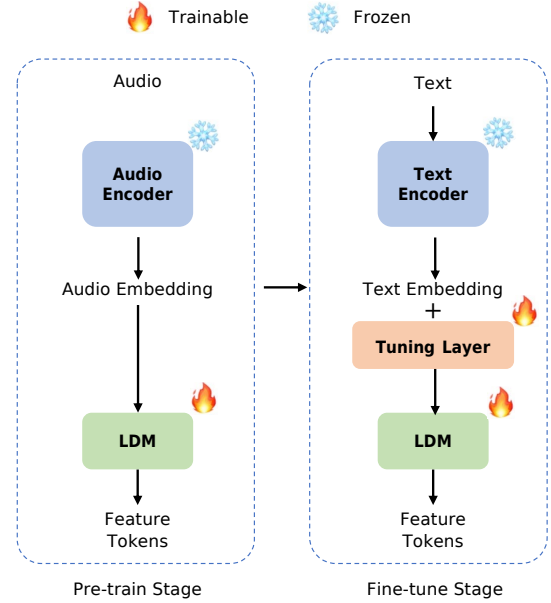 Trainable
Frozen
Audio
Audio
Encoder
Audio Embedding
LDM
Feature
Tokens
Pre-train Stage
Text
Text
Encoder
Text Embedding
+
Tuning Layer
LDM
Feature
Tokens
Fine-tune Stage